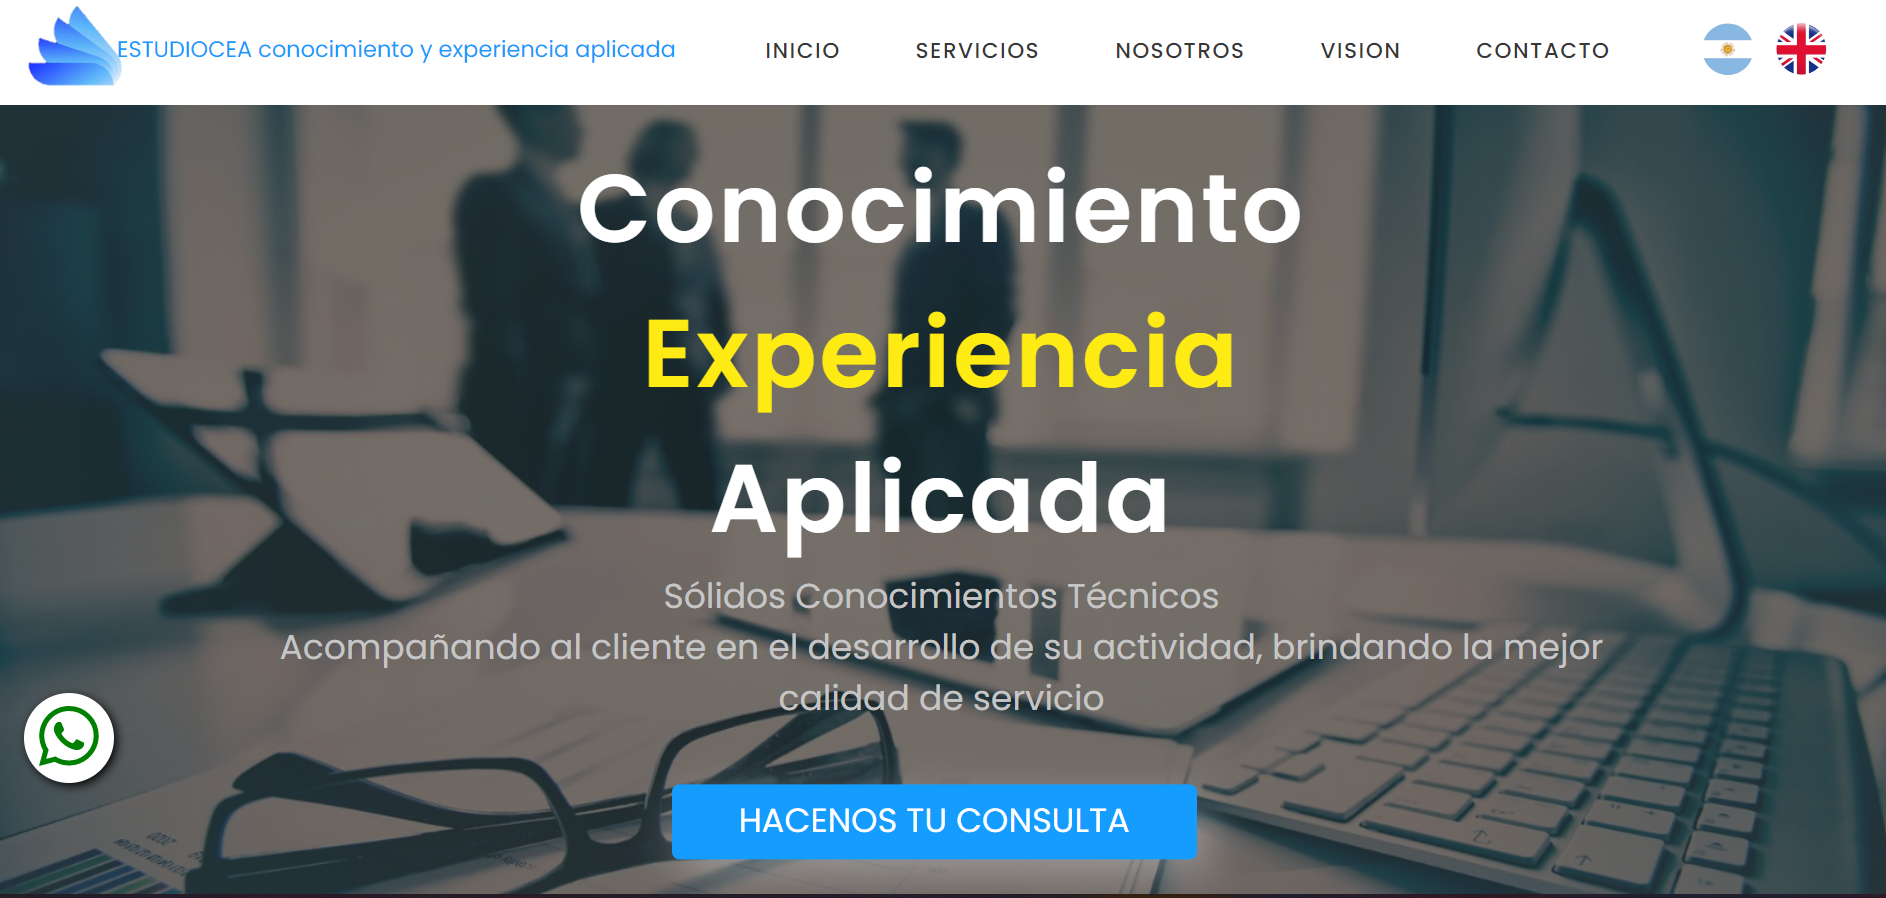 ESTUDIOCEA conocimiento y experiencia aplicada
INICIO
SERVICIOS
NOSOTROS
VISION
CONTACTO
Conocimiento
Experiencia
Aplicada
Sólidos Conocimientos Técnicos
Acompañando al cliente en el desarrollo de su actividad, brindando la mejor
calidad de servicio
HACENOS TU CONSULTA